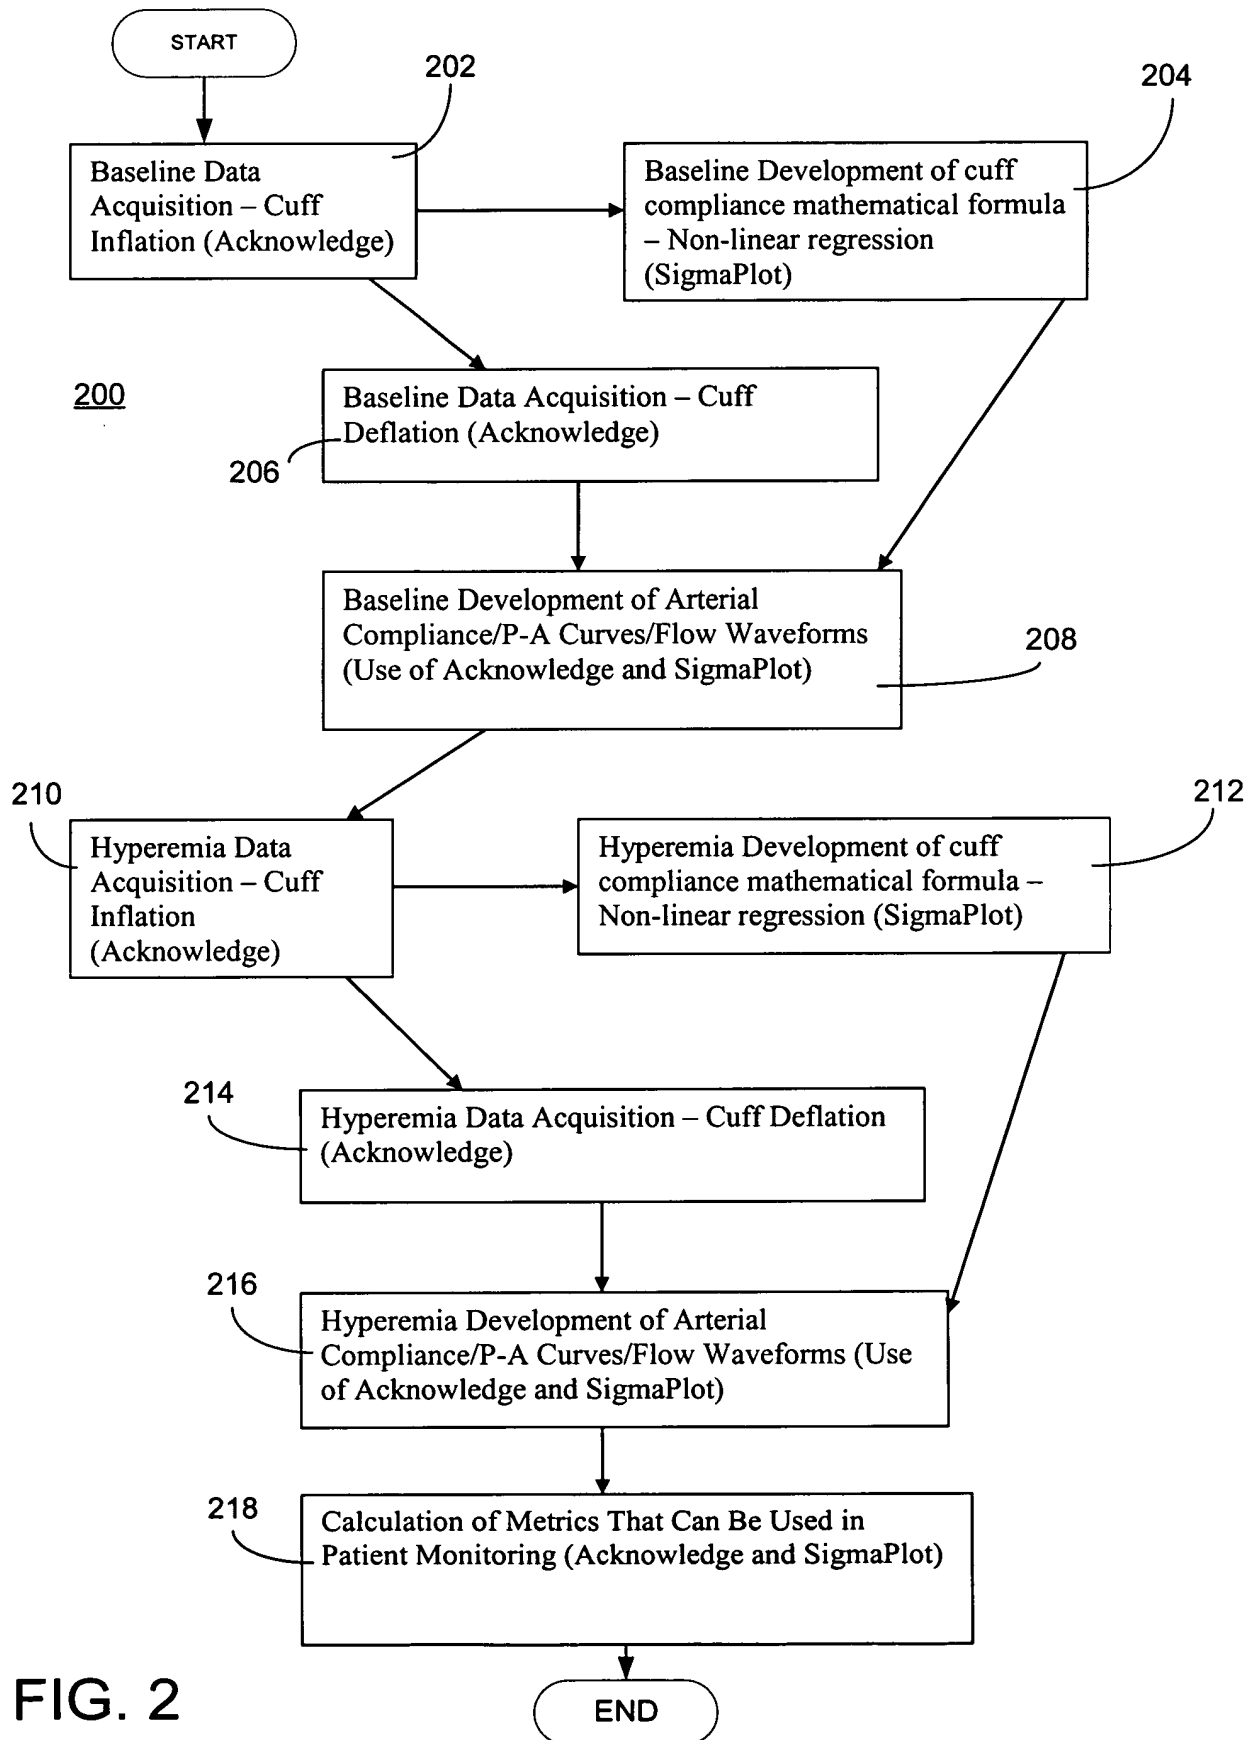 START
202
204
Baseline Data
Acquisition – Cuff
Inflation (Acknowledge)
Baseline Development of cuff
compliance mathematical formula
– Non-linear regression
(SigmaPlot)
200
Baseline Data Acquisition – Cuff
Deflation (Acknowledge)
206
Baseline Development of Arterial
Compliance/P-A Curves/Flow Waveforms
(Use of Acknowledge and SigmaPlot)
208
210
212
Hyperemia Data
Acquisition – Cuff
Inflation
(Acknowledge)
Hyperemia Development of cuff
compliance mathematical formula –
Non-linear regression (SigmaPlot)
214
Hyperemia Data Acquisition – Cuff Deflation
(Acknowledge)
216
Hyperemia Development of Arterial
Compliance/P-A Curves/Flow Waveforms (Use
of Acknowledge and SigmaPlot)
218
Calculation of Metrics That Can Be Used in
Patient Monitoring (Acknowledge and SigmaPlot)
FIG. 2
END